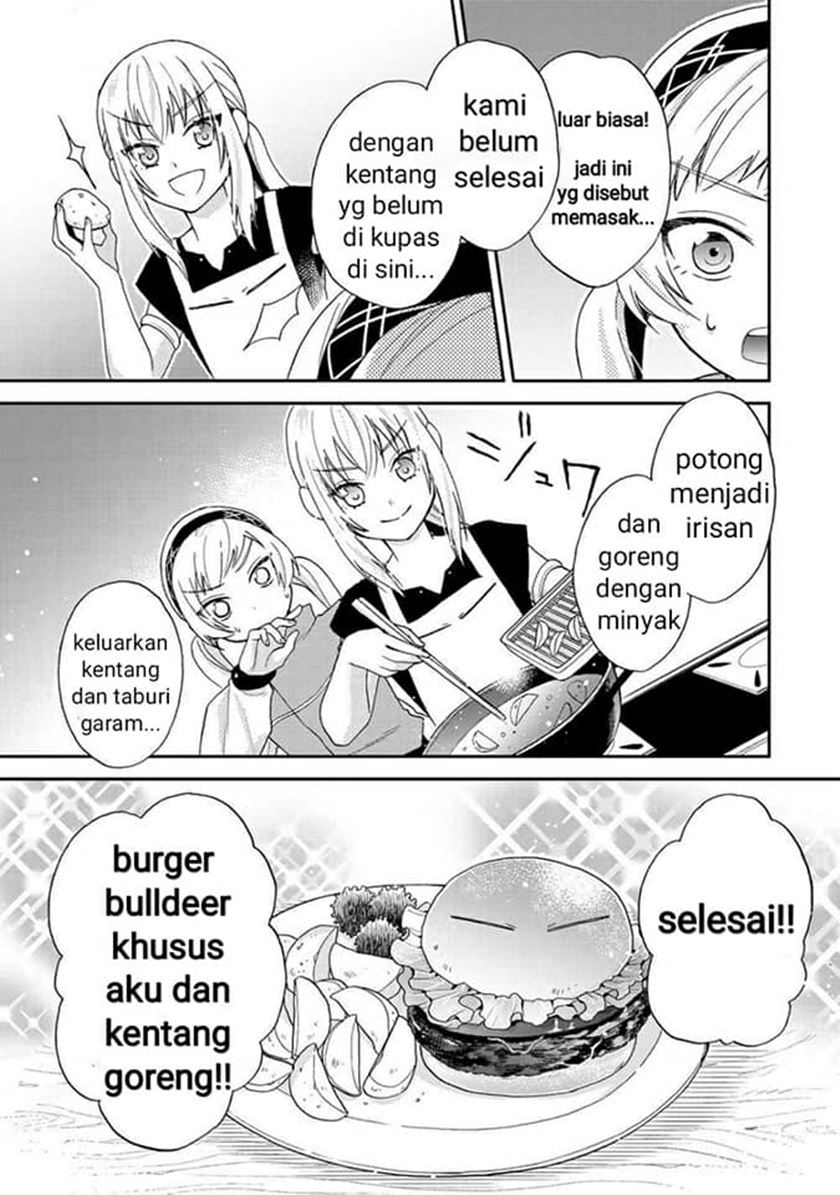 luar biasa!
jadi ini
yg disebut
memasak...
kami
belum
selesai
dengan
kentang
yg belum
di kupas
di sini...
potong
menjadi
irisan
dan
goreng
dengan
minyak
ジュワ
keluarkan
kentang
dan taburi
garam...
selesai!!
burger
bulldeer
khusus
aku dan
kentang
goreng!!